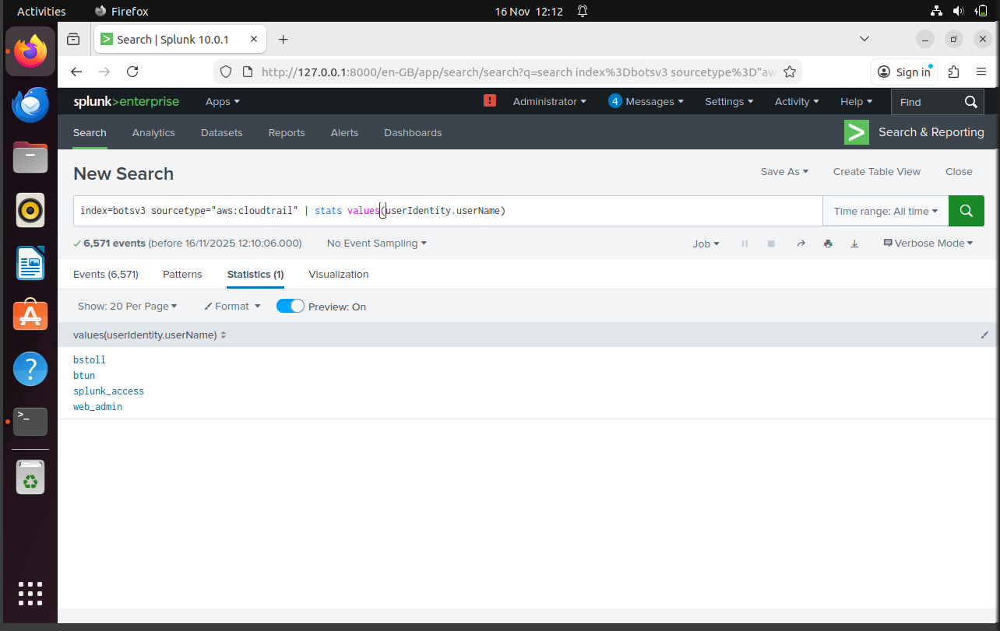 Activities Firefox 16 Nov 12:12
Search | Splunk 10.0.1
http://127.0.0.1:8000/en-GB/app/search/search?q=search index%3Dbotsv3 sourcetype%3D"aw Sign in
splunk>enterprise Apps ! Administrator 4 Messages Settings Activity Help Find
Search Analytics Datasets Reports Alerts Dashboards > Search & Reporting
New Search Save As Create Table View Close
index=botsv3 sourcetype="aws:cloudtrail" | stats values(userIdentity.userName) Time range: All time
6,571 events (before 16/11/2025 12:10:06.000) No Event Sampling Job Verbose Mode
Events (6,571) Patterns Statistics (1) Visualization
Show: 20 Per Page Format Preview: On
values(userIdentity.userName)
bstoll
btun
splunk_access
web_admin